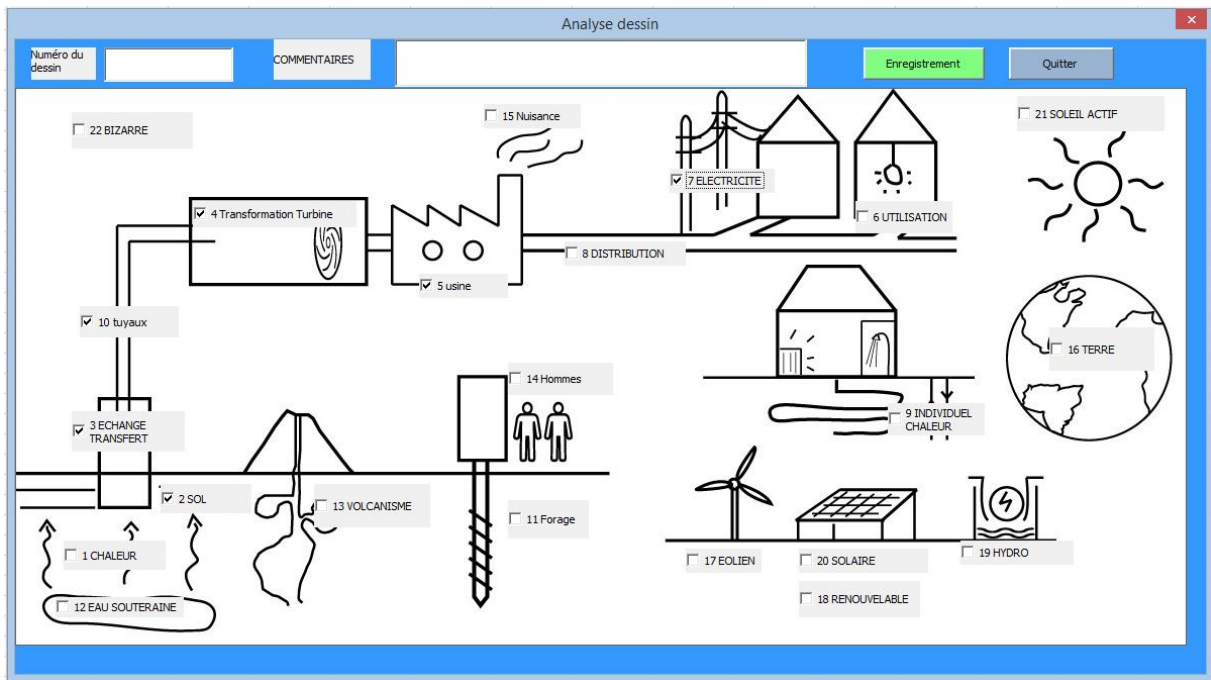 Analyse dessin
Numéro du
dessin
COMMENTAIRES
Enregistrement
Quitter
22 BIZARRE
15 Nuisance
21 SOLEIL ACTIF
7 ELECTRICITE
4 Transformation Turbine
6 UTILISATION
8 DISTRIBUTION
5 usine
10 tuyaux
16 TERRE
14 Hommes
9 INDIVIDUEL
CHALEUR
3 ECHANGE
TRANSFERT
2 SOL
13 VOLCANISME
11 Forage
1 CHALEUR
17 EOLIEN
20 SOLAIRE
19 HYDRO
12 EAU SOUTERAINE
18 RENOUVELABLE